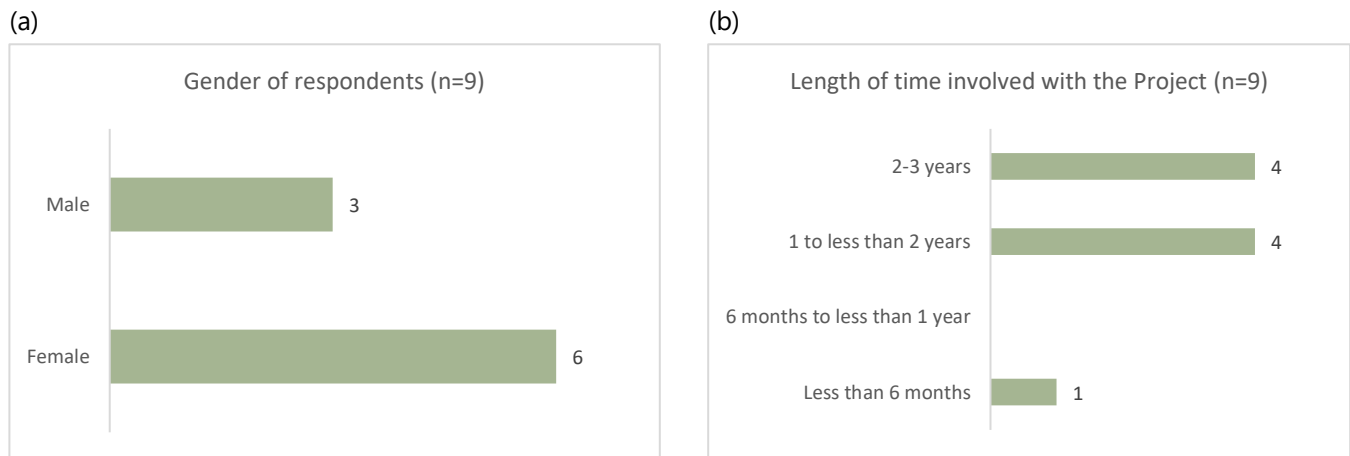 (a)
Gender of respondents (n=9)
Male
3
Female
6
(b)
Length of time involved with the Project (n=9)
2-3 years
4
1 to less than 2 years
4
6 months to less than 1 year
Less than 6 months
1